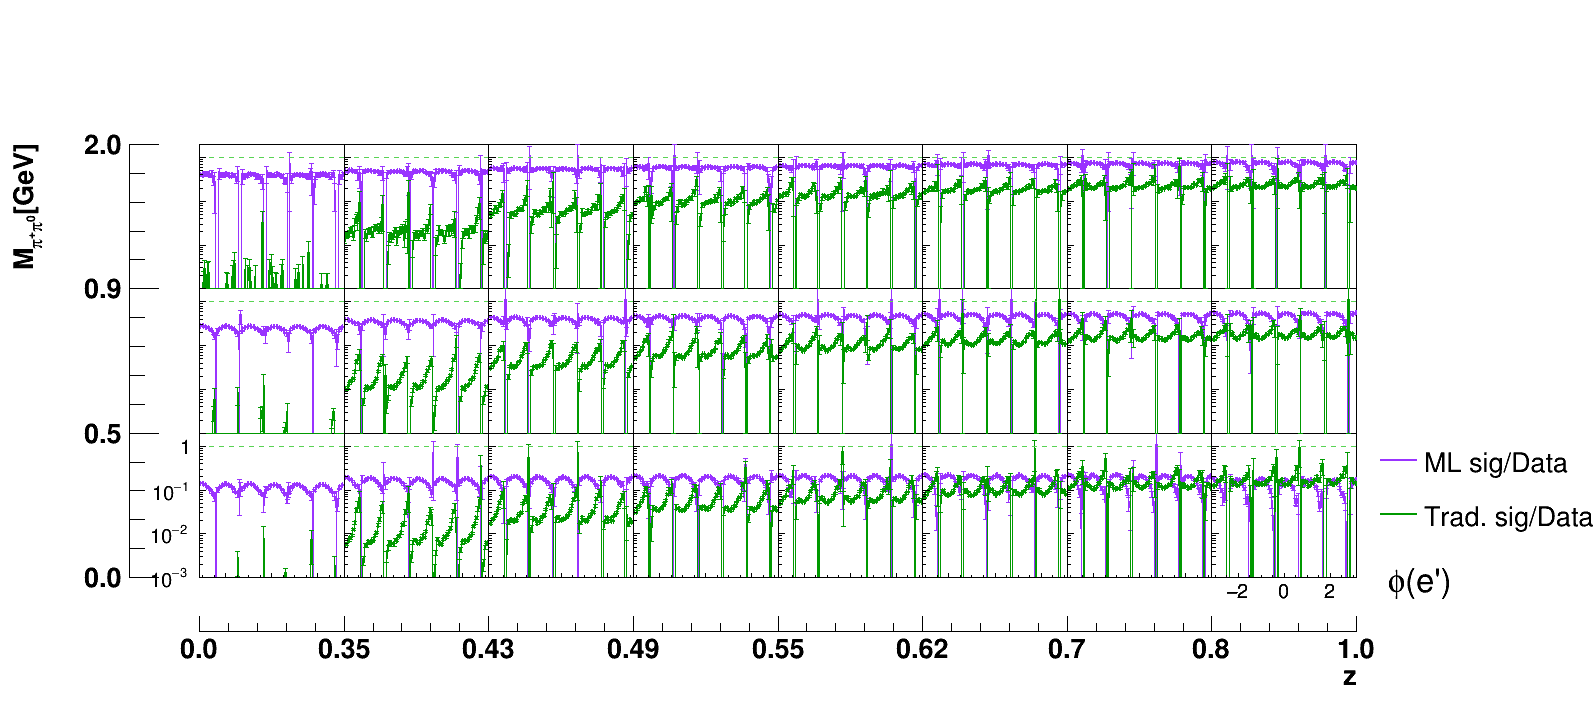 M π⁺π⁰ [GeV]
2.0
0.9
0.5
0.0
1
10⁻¹
10⁻²
10⁻³
ML sig/Data
Trad. sig/Data
−2 0 2
ϕ(e')
0.0 0.35 0.43 0.49 0.55 0.62 0.7 0.8 1.0
z